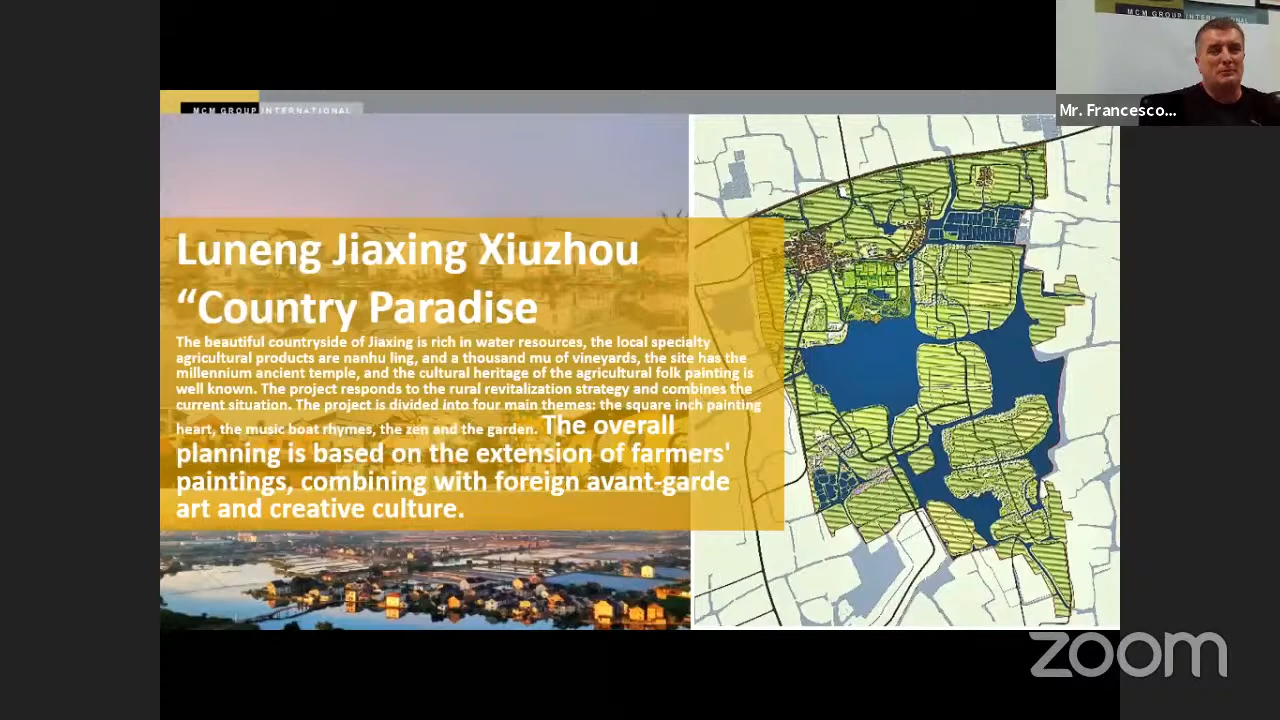 MCM GROUP INTERNATIONAL
Mr. Francesco...
MCM GROUP INTERNATIONAL
Luneng Jiaxing Xiuzhou
“Country Paradise
The beautiful countryside of Jiaxing is rich in water resources, the local specialty
agricultural products are nanhu ling, and a thousand mu of vineyards, the site has the
millennium ancient temple, and the cultural heritage of the agricultural folk painting is
well known. The project responds to the rural revitalization strategy and combines the
current situation. The project is divided into four main themes: the square inch painting
heart, the music boat rhymes, the zen and the garden. The overall
planning is based on the extension of farmers'
paintings, combining with foreign avant-garde
art and creative culture.
zoom